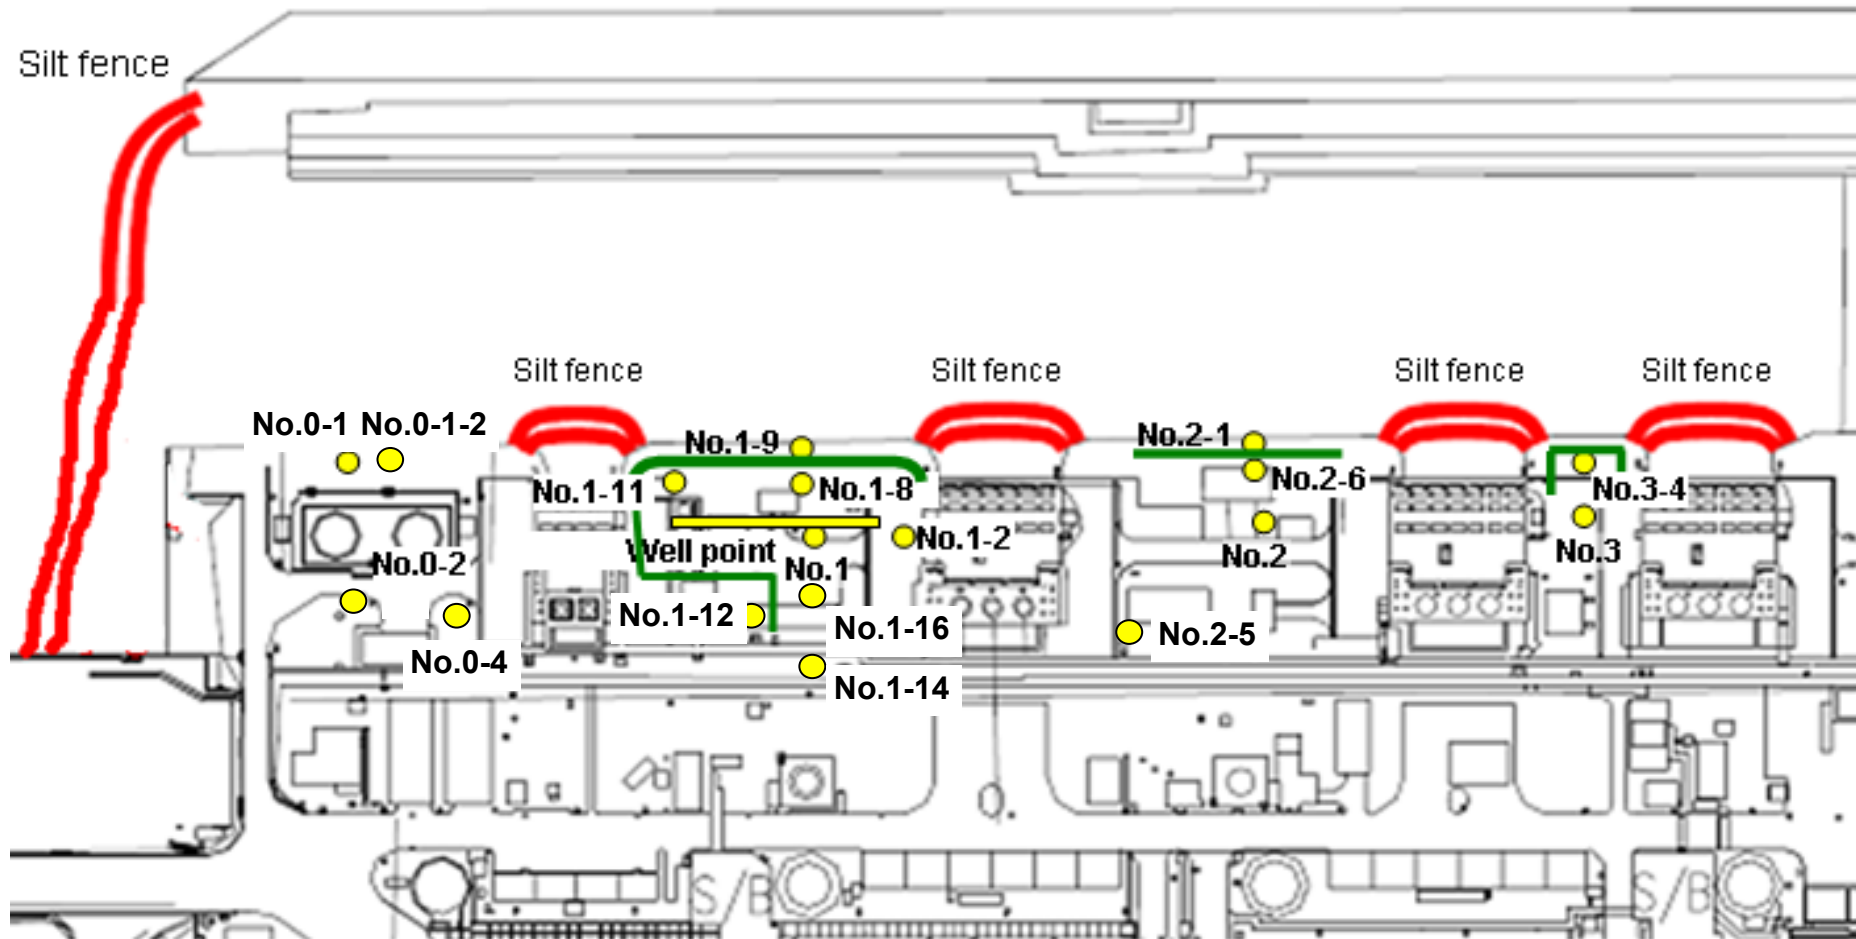 Silt fence
Silt fence
Silt fence
Silt fence
Silt fence
No.0-1
No.0-1-2
No.1-9
No.2-1
No.1-11
No.1-8
No.2-6
No.3-4
No.1-2
Well point
No.2
No.3
No.0-2
No.1
No.1-12
No.1-16
No.2-5
No.0-4
No.1-14
S/B
S/B